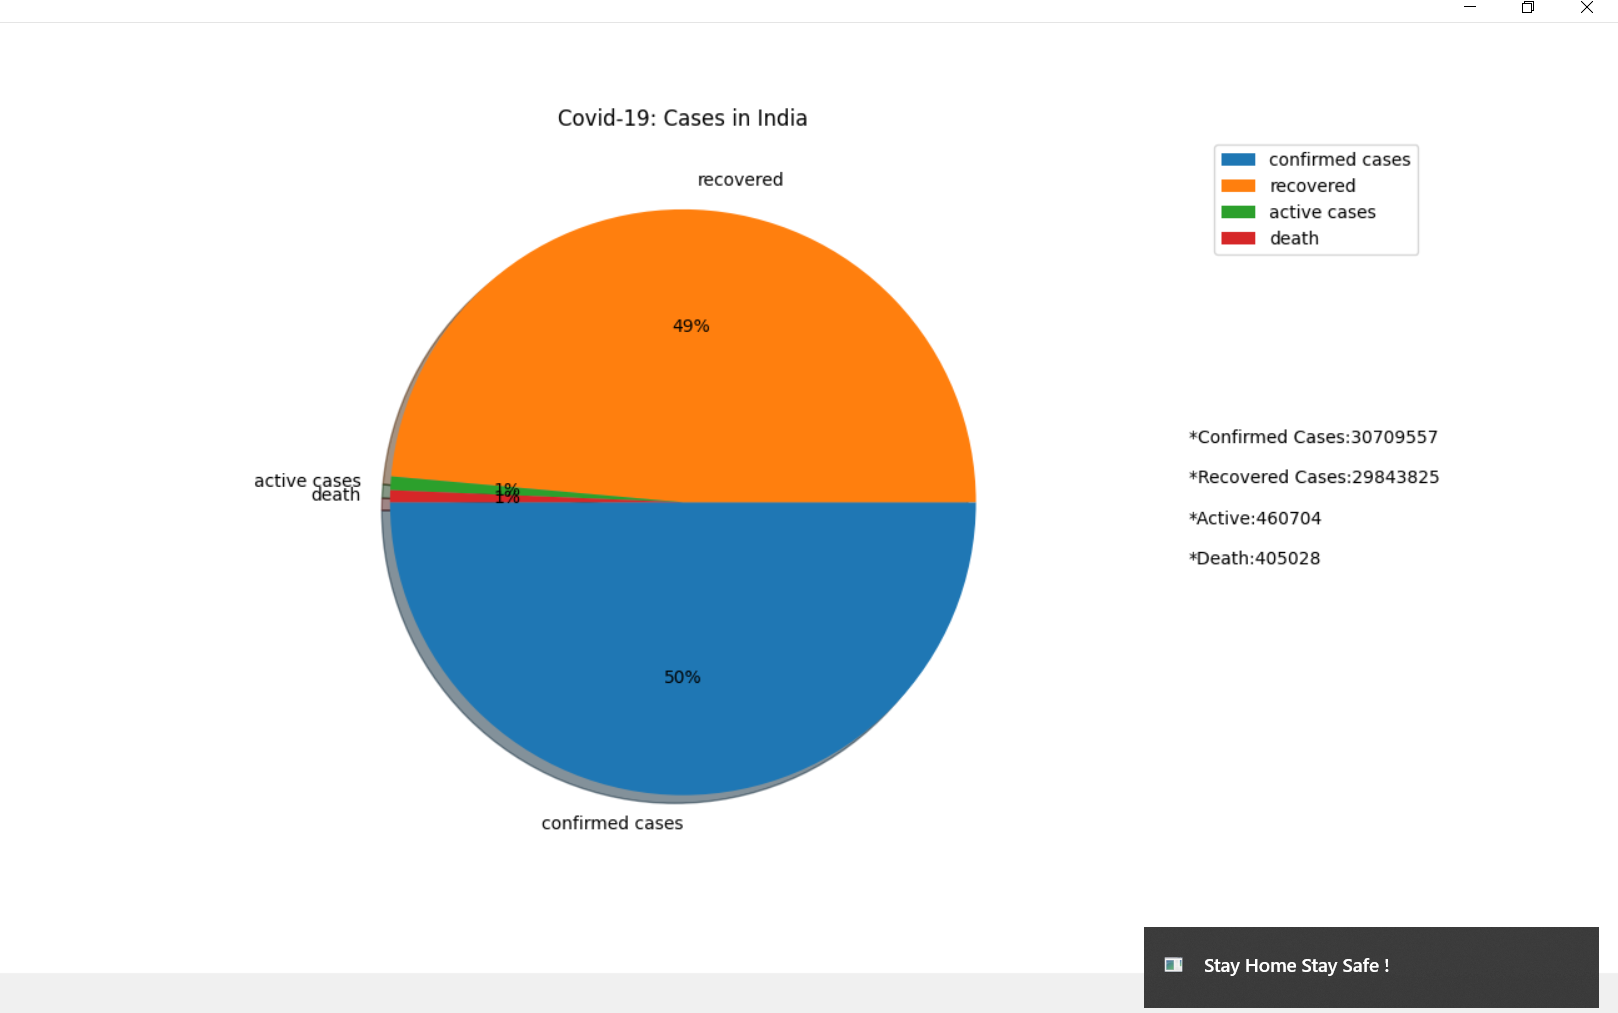 Covid-19: Cases in India
recovered
confirmed cases
recovered
active cases
death
49%
*Confirmed Cases:30709557
*Recovered Cases:29843825
active cases
death
1%
1%
*Active:460704
*Death:405028
50%
confirmed cases
Stay Home Stay Safe !